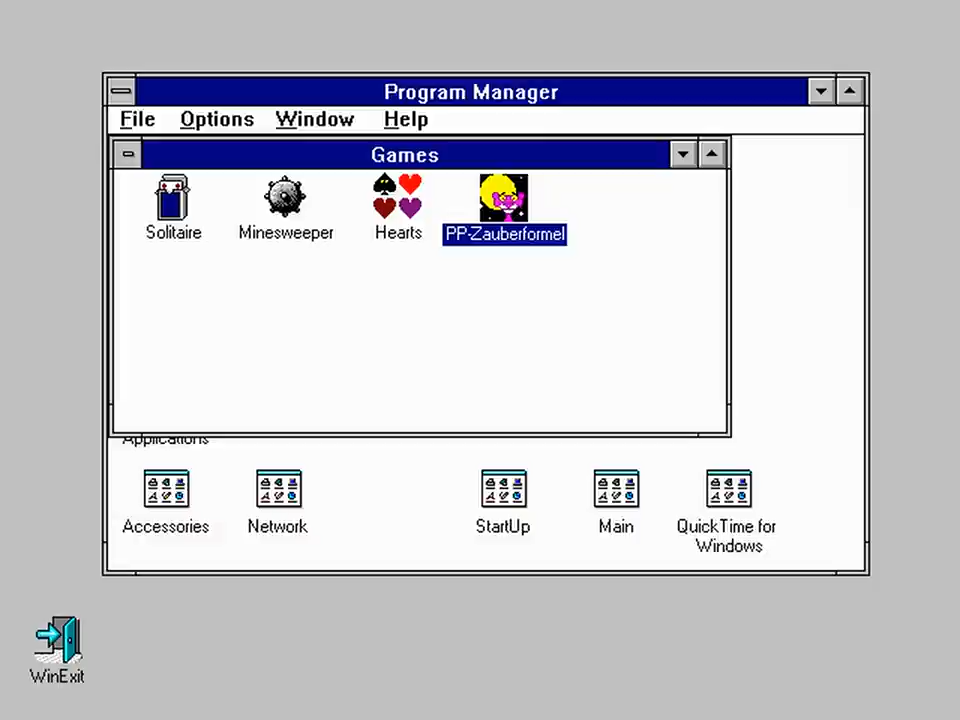 Program Manager
File Options Window Help
Games
Solitaire Minesweeper Hearts PP-Zauberformel
Applications
Accessories Network StartUp Main QuickTime for
Windows
WinExit